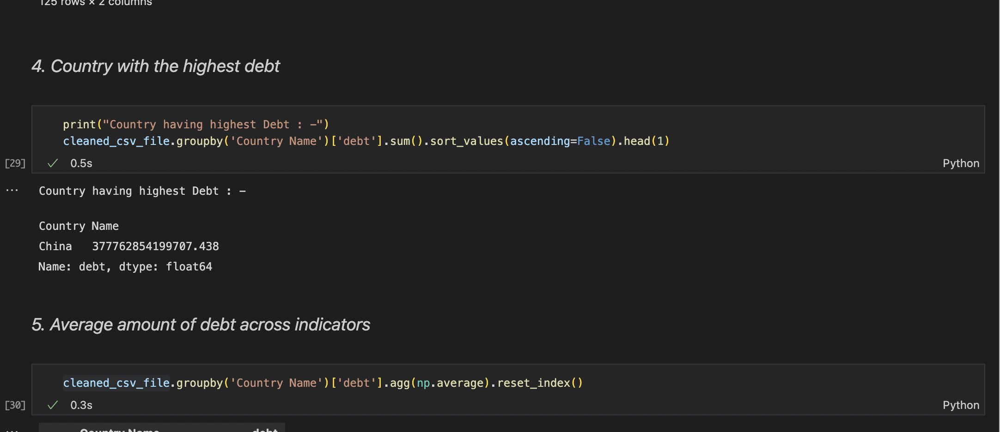 125 rows × 2 columns
4. Country with the highest debt
print("Country having highest Debt : -")
cleaned_csv_file.groupby('Country Name')['debt'].sum().sort_values(ascending=False).head(1)
[29] ✓ 0.5s Python
... Country having highest Debt : -
Country Name
China 377762854199707.438
Name: debt, dtype: float64
5. Average amount of debt across indicators
cleaned_csv_file.groupby('Country Name')['debt'].agg(np.average).reset_index()
[30] ✓ 0.3s Python
... Country Name debt